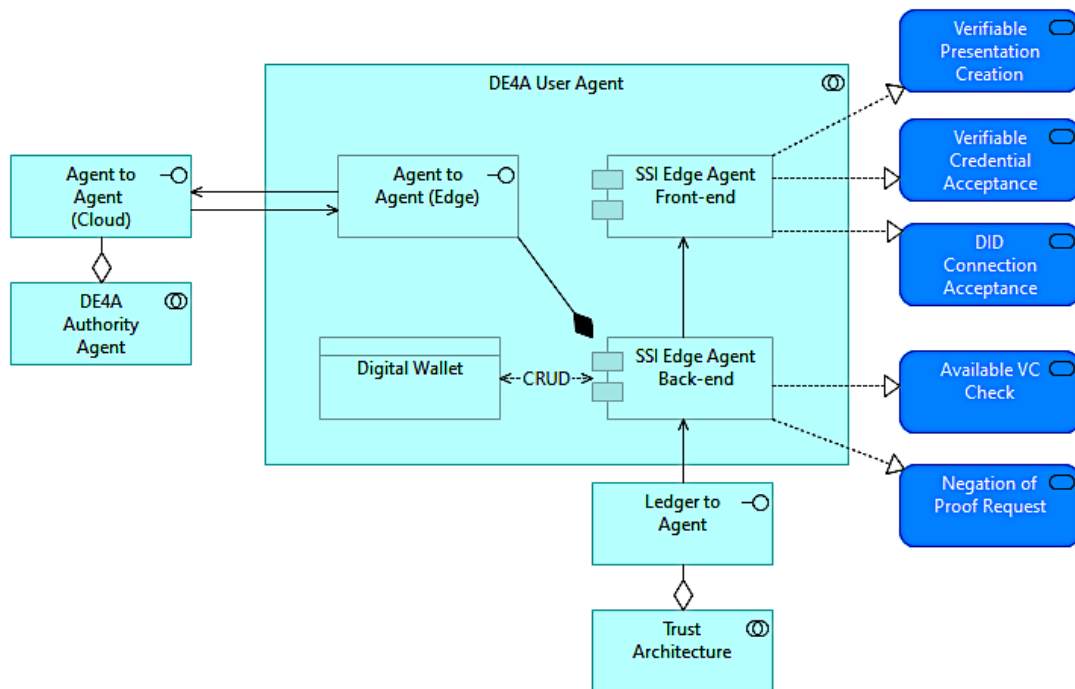 Verifiable
Presentation
Creation
DE4A User Agent
Verifiable
Credential
Acceptance
Agent to
Agent
(Cloud)
Agent to
Agent (Edge)
SSI Edge Agent
Front-end
DID
Connection
Acceptance
DE4A
Authority
Agent
Digital Wallet
CRUD
SSI Edge Agent
Back-end
Available VC
Check
Negation of
Proof Request
Ledger to
Agent
Trust
Architecture